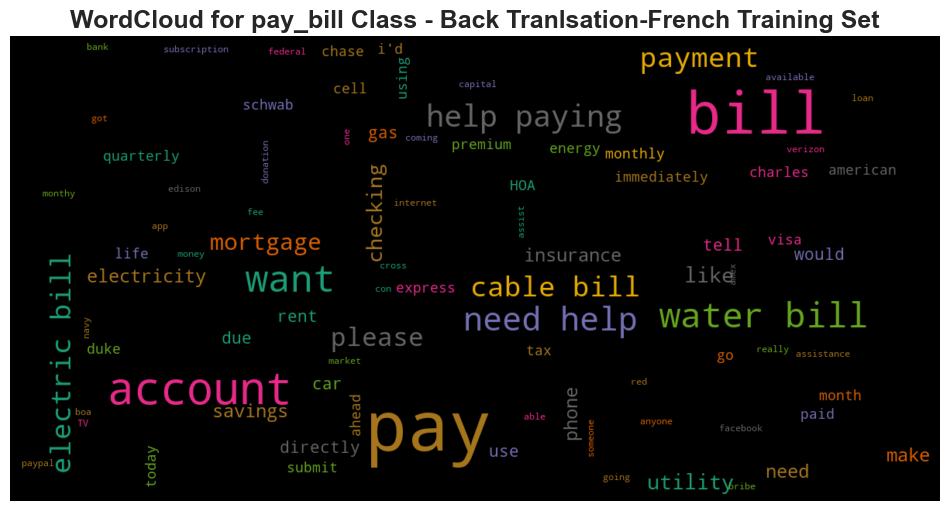 WordCloud for pay_bill Class - Back Tranlsation-French Training Set
bank
subscription
federal
chase
i'd
payment
using
available
cell
capital
bill
loan
schwab
help paying
got
one
gas
coming
quarterly
donation
premium
energy
monthly
verizon
immediately
charles
american
monthy
edison
checking
internet
HOA
fee
assist
app
mortgage
tell
visa
life
money
insurance
would
electricity
want
cross
like
amex
con
express
cable bill
electric bill
rent
need help
water bill
navy
due
please
duke
tax
go
really
assistance
market
account
car
red
boa
savings
ahead
pay
able
phone
month
TV
anyone
paid
someone
facebook
directly
use
paypal
today
submit
going
utility
bribe
need
make